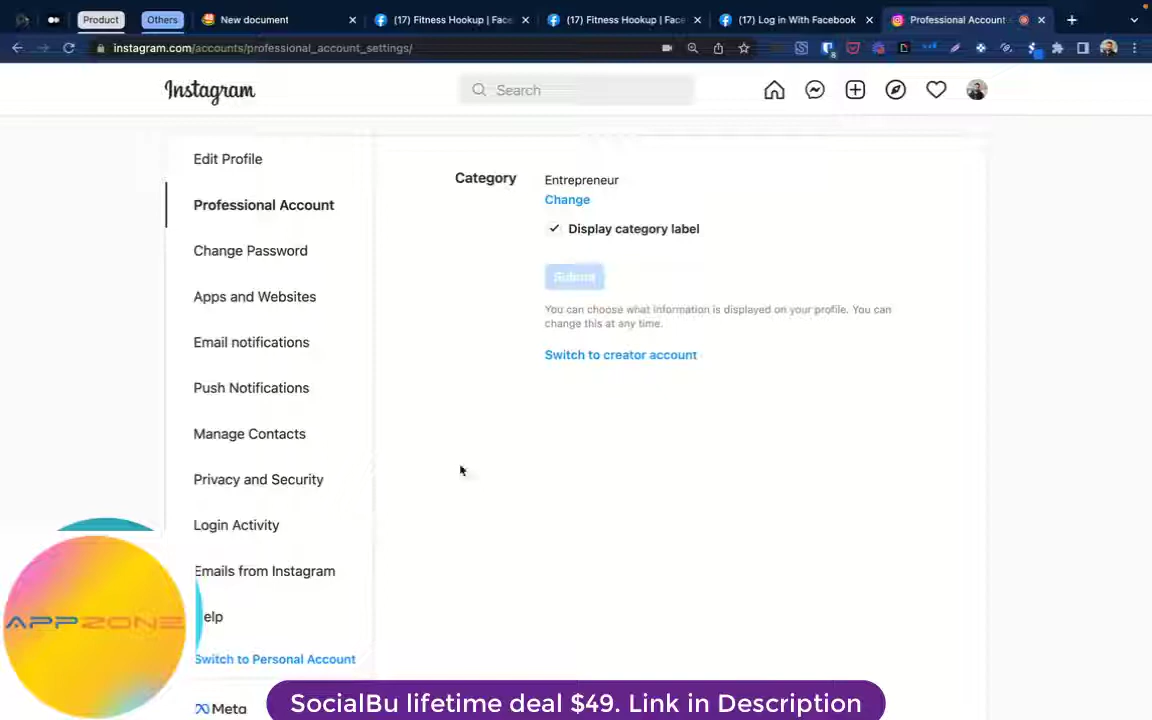 Product
Others
New document
(17) Fitness Hookup | Face
(17) Fitness Hookup | Face
(17) Log in With Facebook
Professional Account
instagram.com/accounts/professional_account_settings/
Instagram
Search
Edit Profile
Professional Account
Change Password
Apps and Websites
Email notifications
Push Notifications
Manage Contacts
Privacy and Security
Login Activity
Emails from Instagram
elp
Switch to Personal Account
Meta
Category
Entrepreneur
Change
Display category label
Submit
You can choose what information is displayed on your profile. You can
change this at any time.
Switch to creator account
APPZONE
SocialBu lifetime deal $49. Link in Description